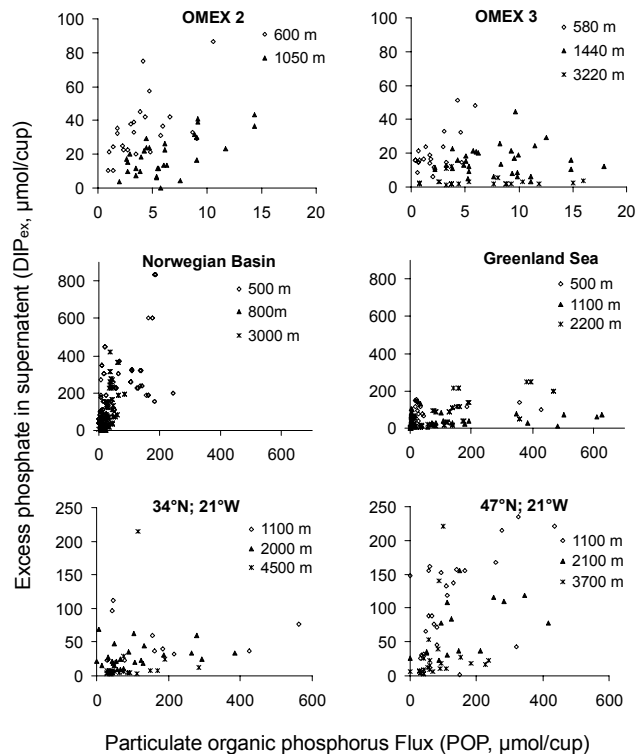 OMEX 2
600 m
1050 m
100
80
60
40
20
0
0 5 10 15 20
OMEX 3
580 m
1440 m
3220 m
100
80
60
40
20
0
0 5 10 15 20
Excess phosphate in supernatent (DIPex, µmol/cup)
Norwegian Basin
500 m
800m
3000 m
800
600
400
200
0
0 200 400 600
Greenland Sea
500 m
1100 m
2200 m
800
600
400
200
0
0 200 400 600
34°N; 21°W
1100 m
2000 m
4500 m
250
200
150
100
50
0
0 200 400 600
47°N; 21°W
1100 m
2100 m
3700 m
250
200
150
100
50
0
0 200 400 600
Particulate organic phosphorus Flux (POP, µmol/cup)